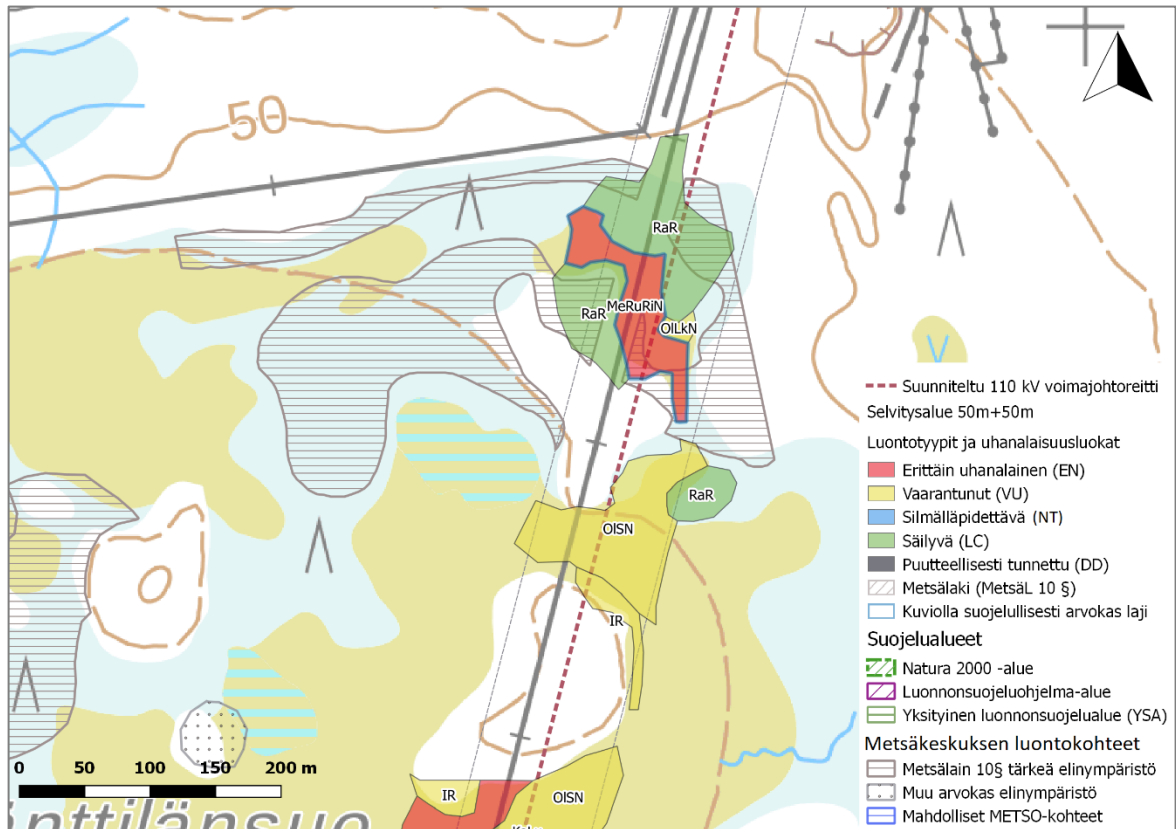 50
RaR
RaR
MeRuRiN
OlLkN
RaR
OlSN
IR
IR
OlSN
0 50 100 150 200 m
Suunniteltu 110 kV voimajohtoreitti
Selvitysalue 50m+50m
Luontotyypit ja uhanalaisuusluokat
Erittäin uhanalainen (EN)
Vaarantunut (VU)
Silmälläpidettävä (NT)
Säilyvä (LC)
Puutteellisesti tunnettu (DD)
Metsälaki (MetsäL 10 §)
Kuviolla suojelullisesti arvokas laji
Suojelualueet
Natura 2000 -alue
Luonnonsuojeluohjelma-alue
Yksityinen luonnonsuojelualue (YSA)
Metsäkeskuksen luontokohteet
Metsälain 10§ tärkeä elinympäristö
Muu arvokas elinympäristö
Mahdolliset METSO-kohteet